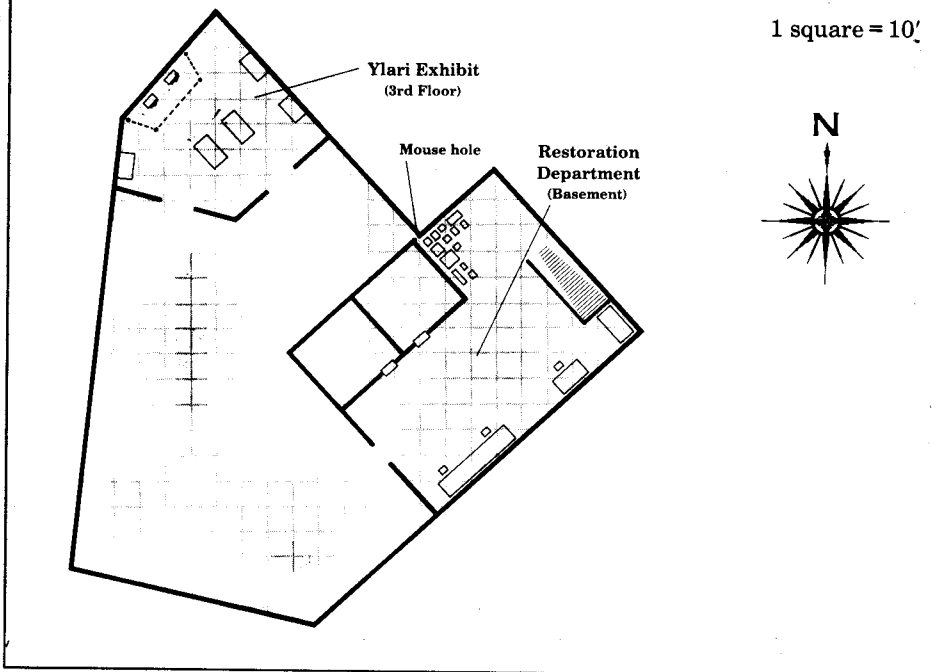 1 square = 10'
Ylari Exhibit
(3rd Floor)
Mouse hole
Restoration
Department
(Basement)
N